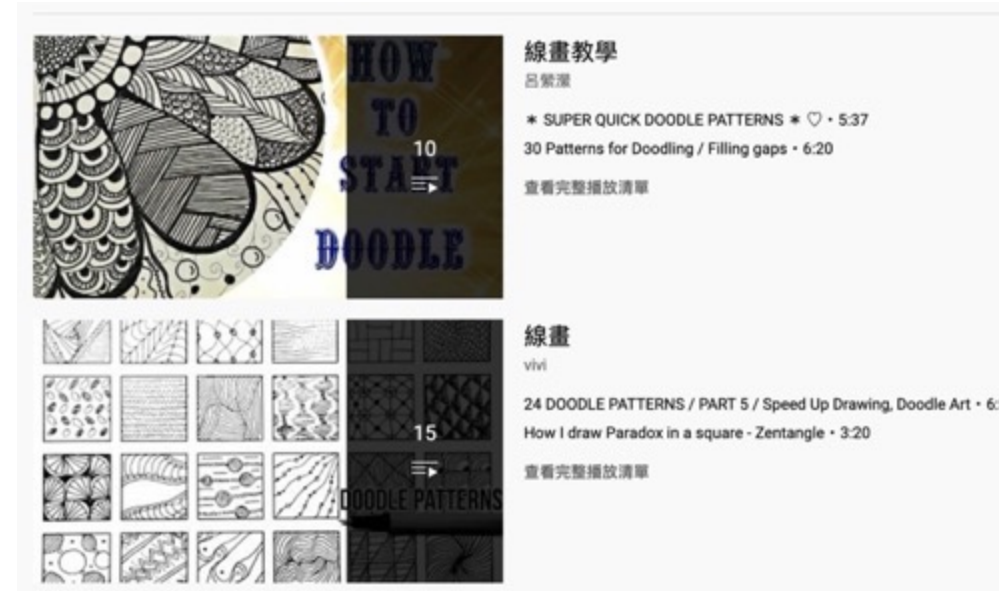 HOW
TO
START
DOODLE
10
線畫教學
* SUPER QUICK DOODLE PATTERNS * ♡ • 5:37
30 Patterns for Doodling / Filling gaps • 6:20
查看完整播放清單
15
DOODLE PATTERNS
線畫
vivi
24 DOODLE PATTERNS / PART 5 / Speed Up Drawing, Doodle Art • 6:
How I draw Paradox in a square - Zentangle • 3:20
查看完整播放清單